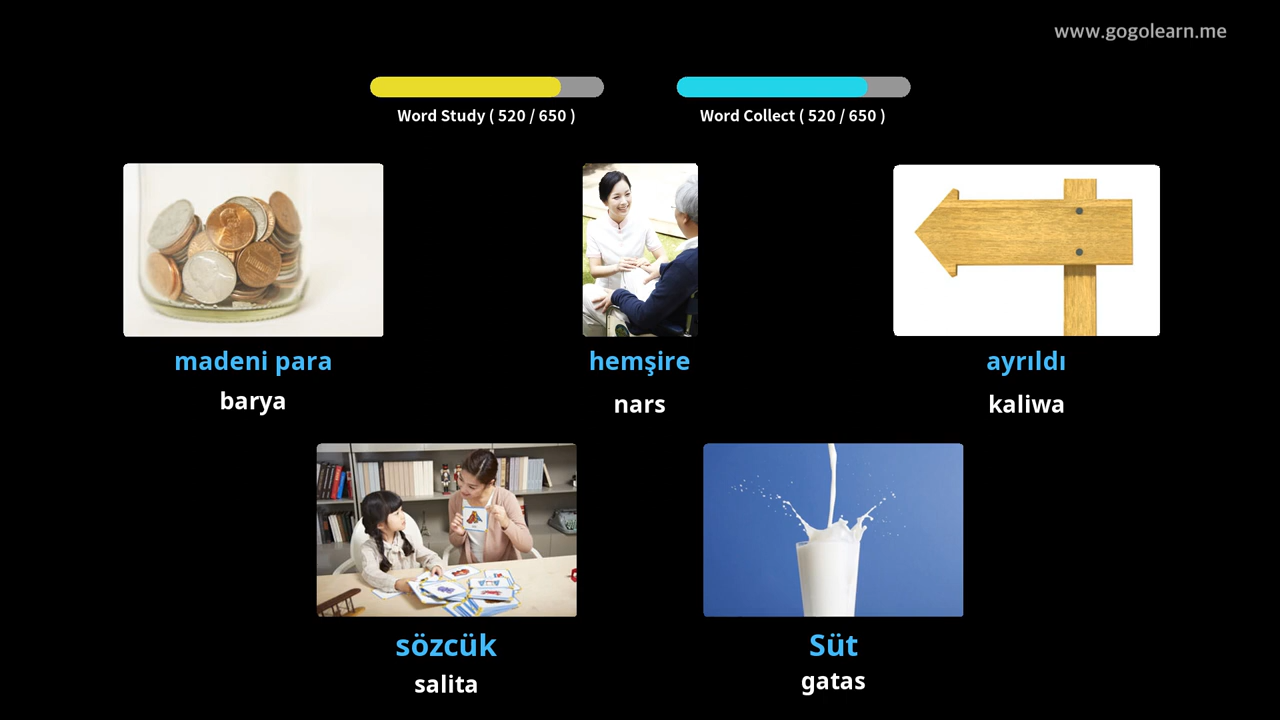 www.gogolearn.me
Word Study ( 520 / 650 )
Word Collect ( 520 / 650 )
madeni para
barya
hemşire
nars
ayrıldı
kaliwa
sözcük
salita
Süt
gatas